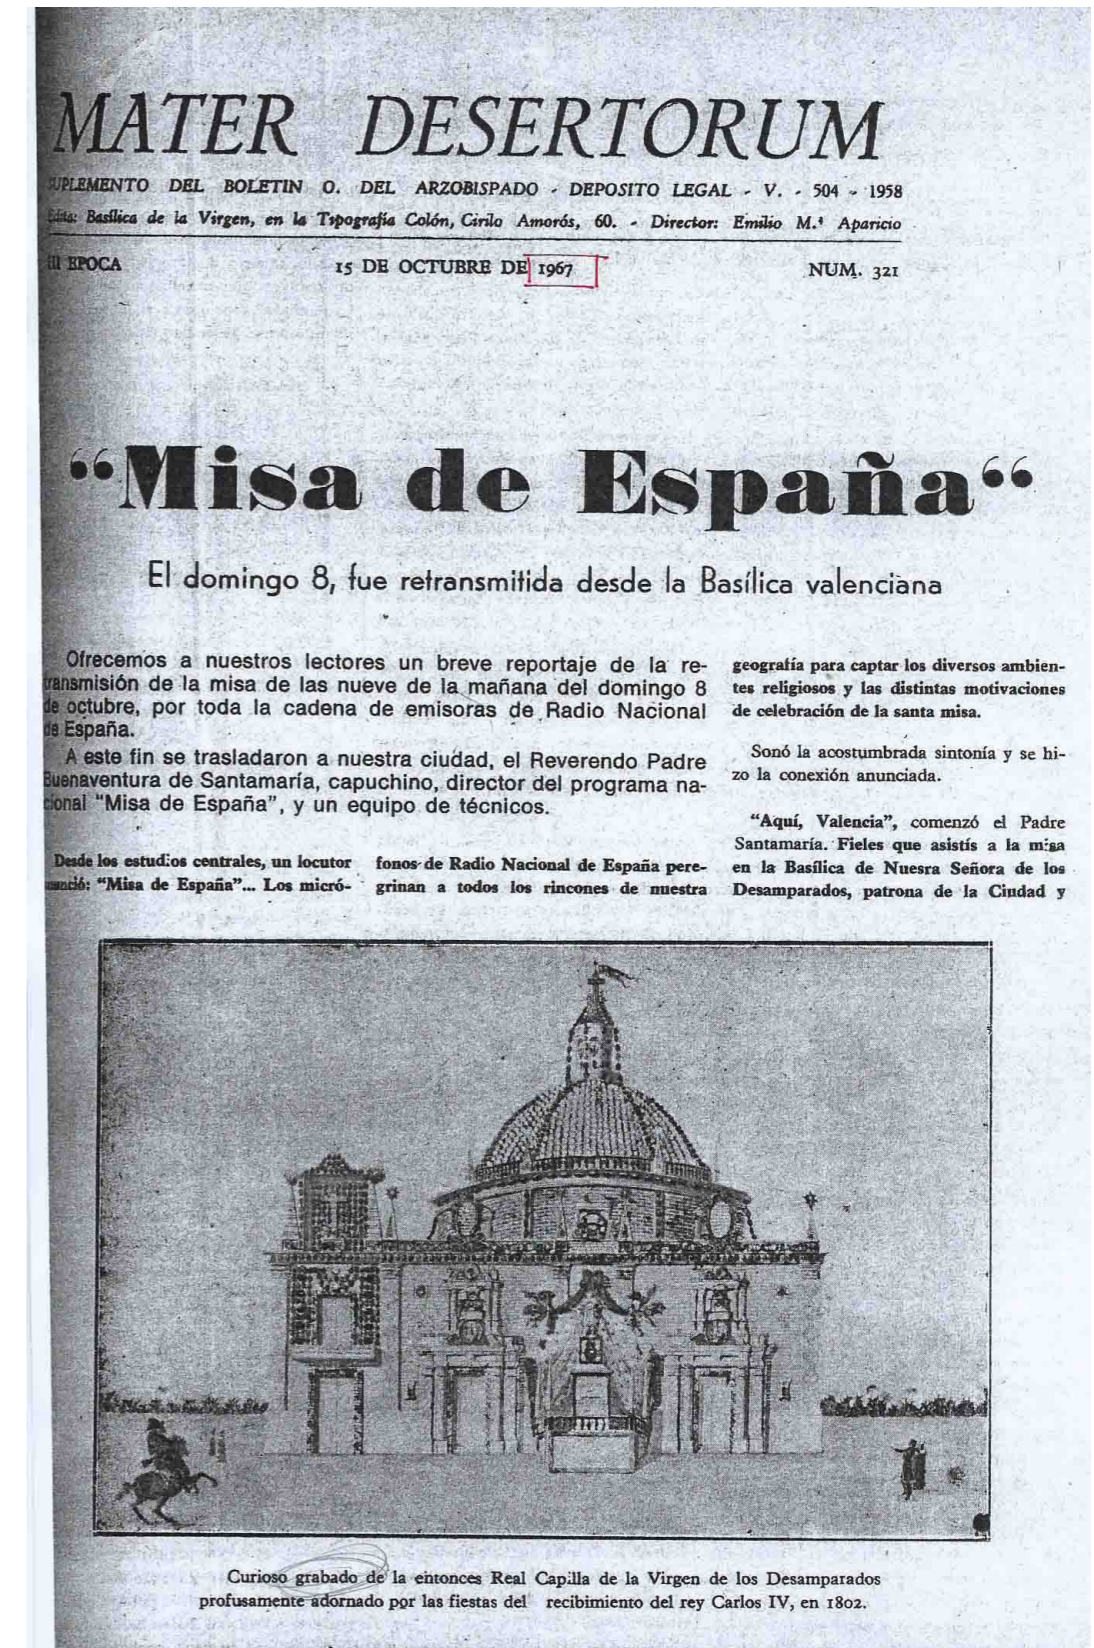 MATER DESERTORUM
SUPLEMENTO DEL BOLETIN O. DEL ARZOBISPADO - DEPOSITO LEGAL - V. - 504 - 1958
Edita: Basílica de la Virgen, en la Tipografía Colón, Cirilo Amorós, 60. - Director: Emilio M.ª Aparicio
III EPOCA 15 DE OCTUBRE DE 1967 NUM. 321
“Misa de España“
El domingo 8, fue retransmitida desde la Basílica valenciana
Ofrecemos a nuestros lectores un breve reportaje de la re-
transmisión de la misa de las nueve de la mañana del domingo 8
de octubre, por toda la cadena de emisoras de Radio Nacional
de España.
A este fin se trasladaron a nuestra ciudad, el Reverendo Padre
Buenaventura de Santamaría, capuchino, director del programa na-
cional "Misa de España", y un equipo de técnicos.
Desde los estudios centrales, un locutor
anunció: “Misa de España”... Los micró-
fonos de Radio Nacional de España pere-
grinan a todos los rincones de nuestra
geografía para captar los diversos ambien-
tes religiosos y las distintas motivaciones
de celebración de la santa misa.
Sonó la acostumbrada sintonía y se hi-
zo la conexión anunciada.
“Aquí, Valencia”, comenzó el Padre
Santamaría. Fieles que asistís a la misa
en la Basílica de Nuesra Señora de los
Desamparados, patrona de la Ciudad y
Curioso grabado de la entonces Real Capilla de la Virgen de los Desamparados
profusamente adornado por las fiestas del recibimiento del rey Carlos IV, en 1802.